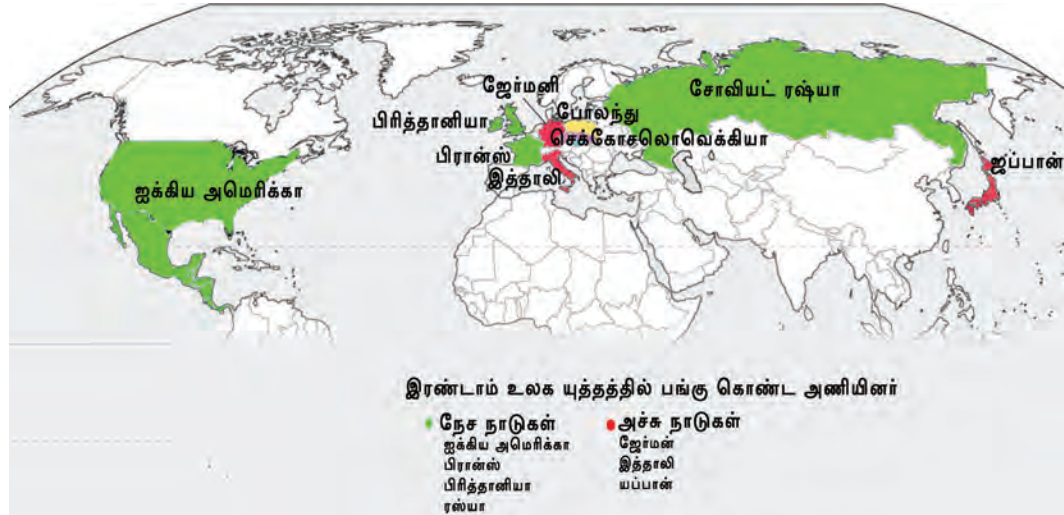 ஜேர்மனி
சோவியட் ரஷ்யா
பிரித்தானியா
போலந்து
செக்கோசலொவெக்கியா
பிரான்ஸ்
ஜப்பான்
இத்தாலி
ஐக்கிய அமெரிக்கா
இரண்டாம் உலக யுத்தத்தில் பங்கு கொண்ட அணியினர்
நேச நாடுகள்
ஐக்கிய அமெரிக்கா
பிரான்ஸ்
பிரித்தானியா
ரஸ்யா
அச்சு நாடுகள்
ஜேர்மன்
இத்தாலி
யப்பான்